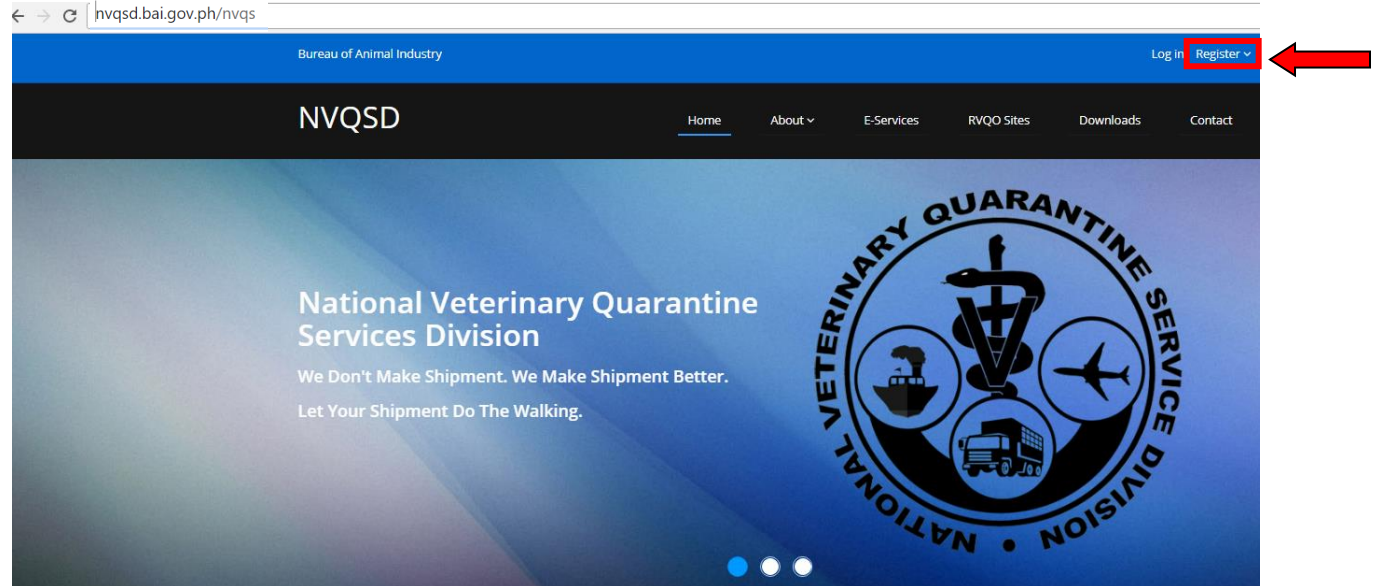 nvqsd.bai.gov.ph/nvqs
Bureau of Animal Industry
Log in
Register
NVQSD
Home
About
E-Services
RVQO Sites
Downloads
Contact
National Veterinary Quarantine
Services Division
We Don't Make Shipment. We Make Shipment Better.
Let Your Shipment Do The Walking.
NATIONAL VETERINARY QUARANTINE SERVICE DIVISION •
V